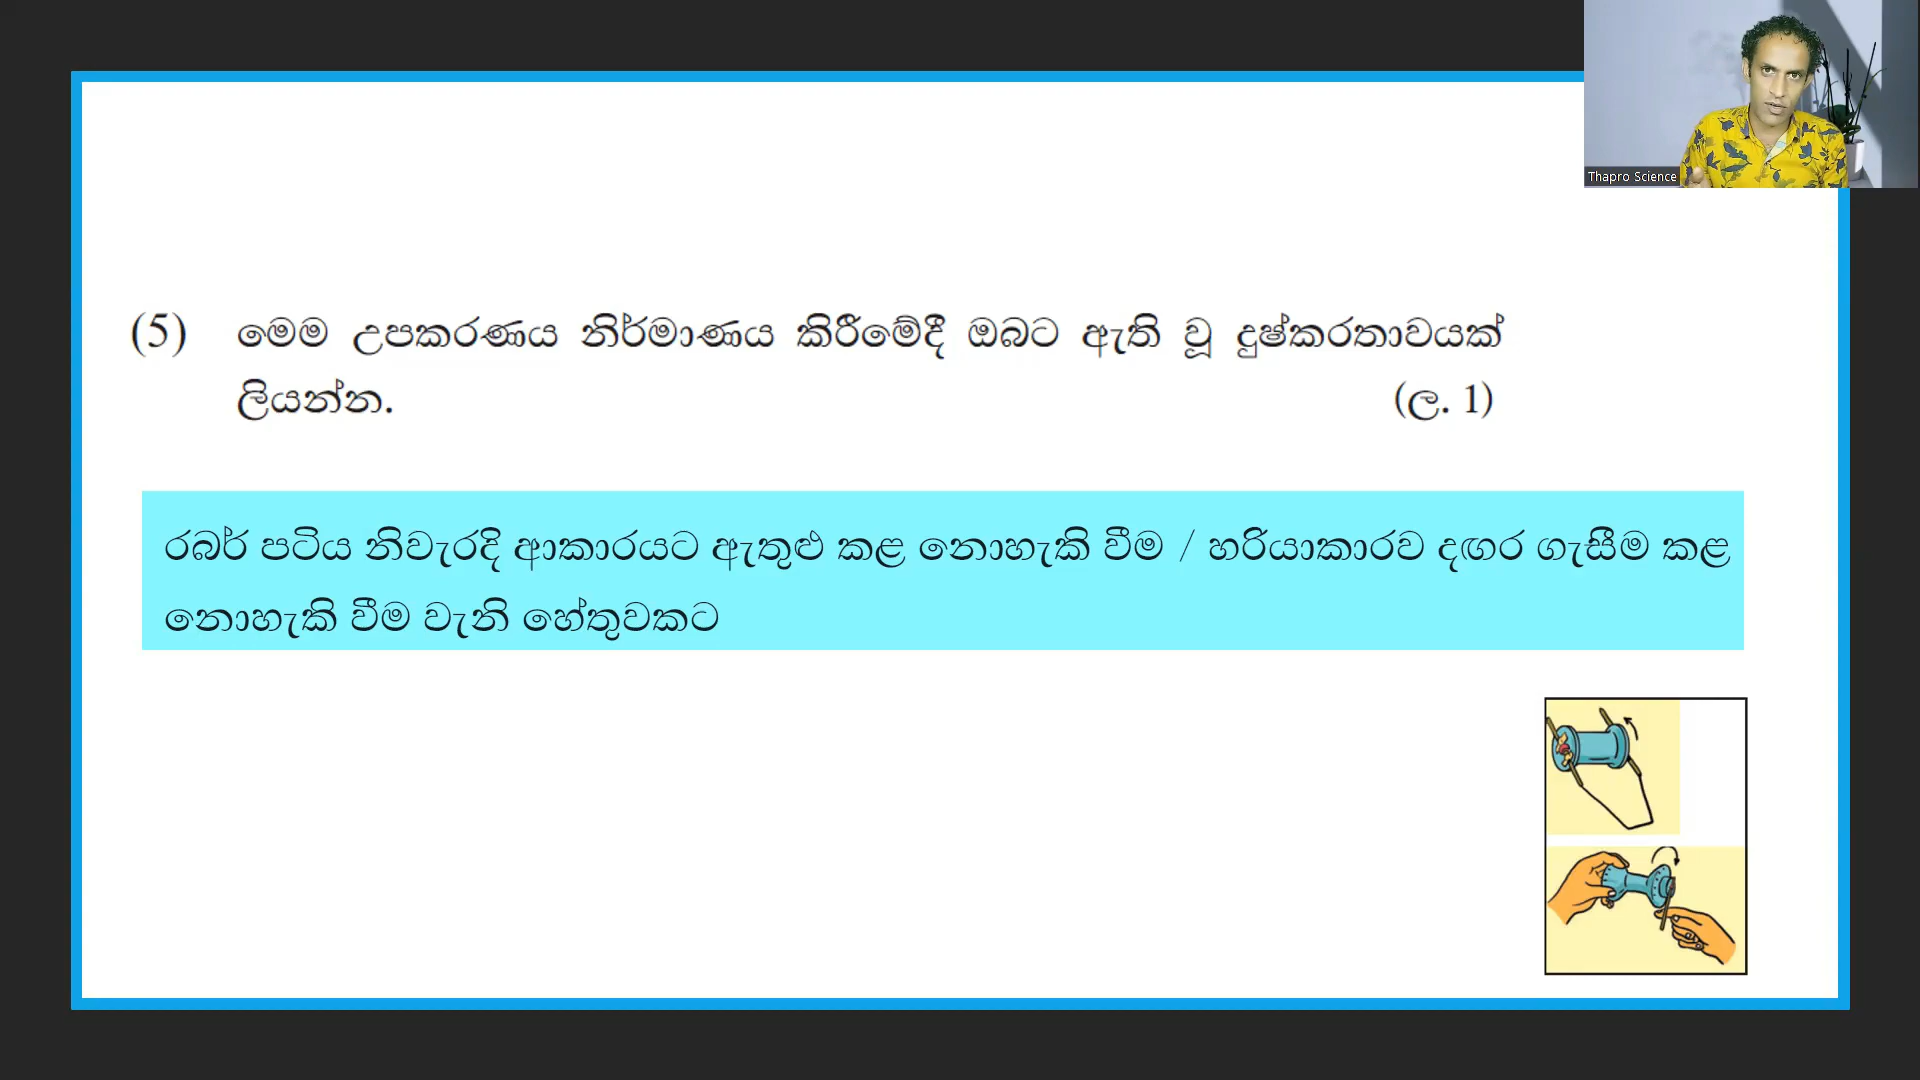 Thapro Science
(5) මෙම උපකරණය නිර්මාණය කිරීමේදී ඔබට ඇති වූ දුෂ්කරතාවයක්
ලියන්න. (ල. 1)
රබර් පටිය නිවැරදි ආකාරයට ඇතුළු කළ නොහැකි වීම / හරියාකාරව දඟර ගැසීම කළ
නොහැකි වීම වැනි හේතුවකට